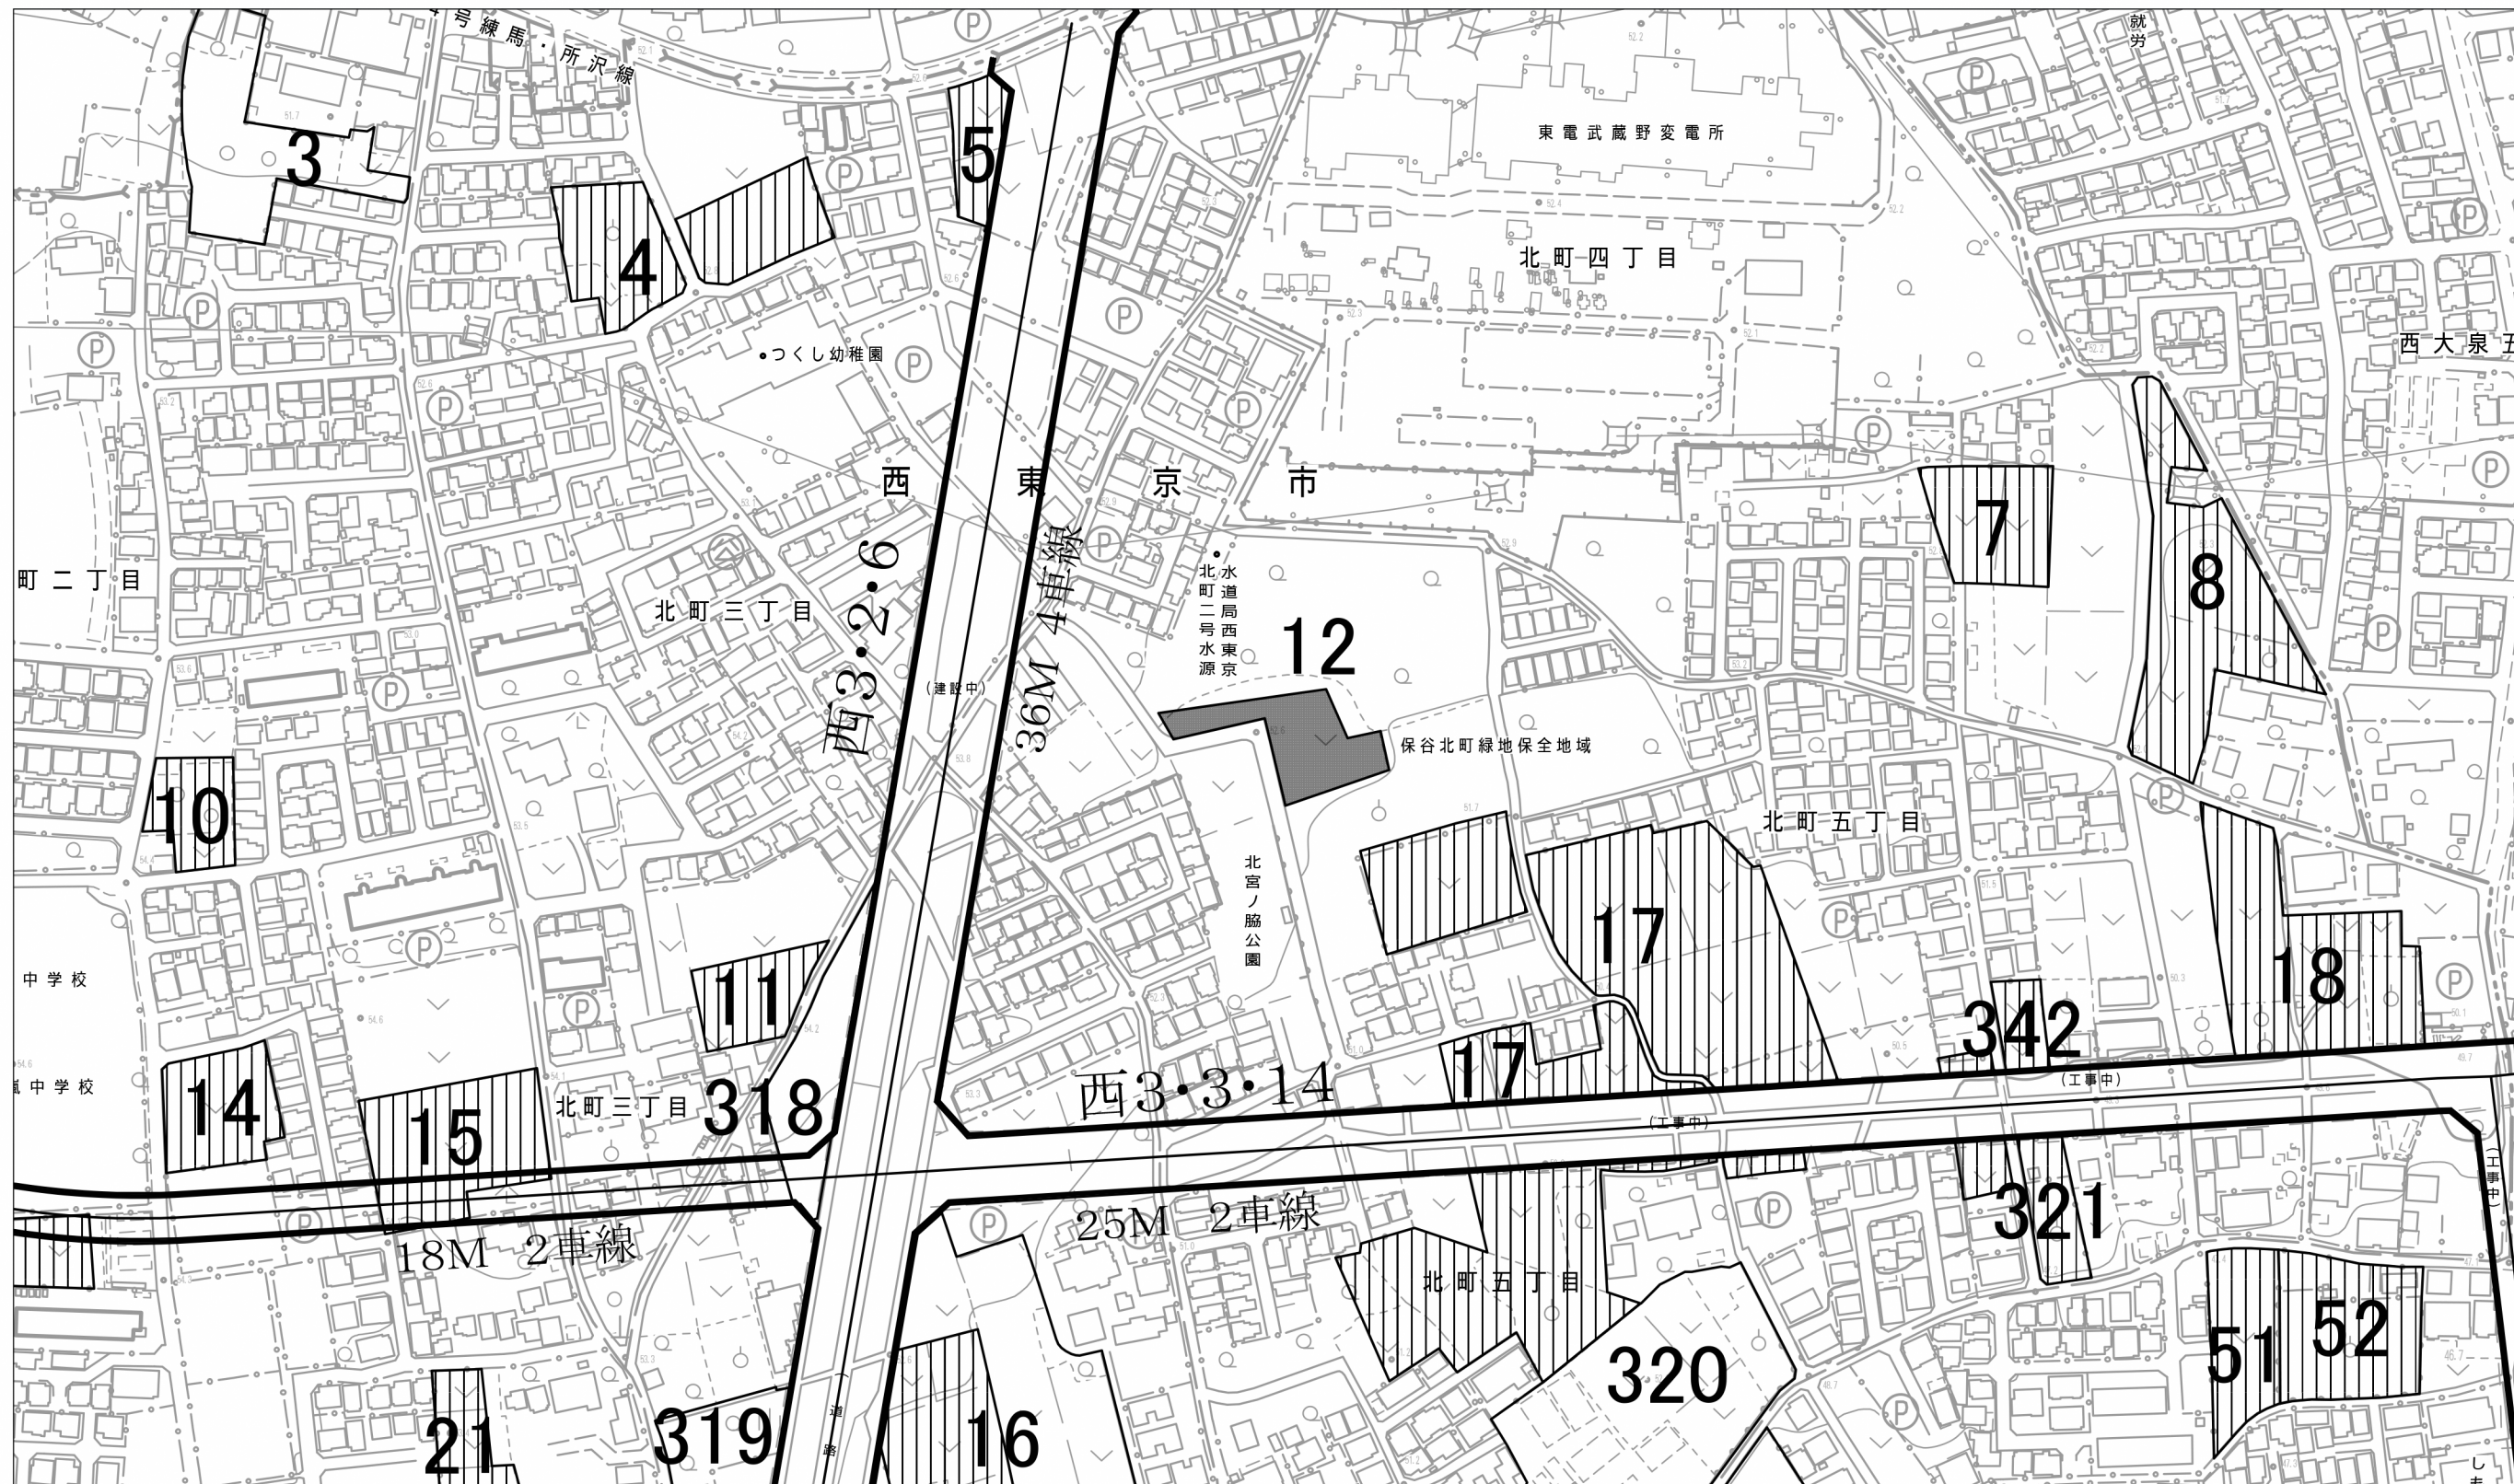 号練馬・所沢線
就労
3
5
東電武蔵野変電所
4
北町四丁目
つくし幼稚園
西大泉五
西東京市
7
8
町二丁目
北町三丁目
西3・2・6
36M 4車線
(建設中)
水道局西東京
北町二号水源
12
保谷北町緑地保全地域
10
北町五丁目
北宮ノ脇公園
17
11
中学校
18
342
14
嵐中学校
15
北町三丁目
318
西3・3・14
17
(工事中)
(工事中)
(工事中)
18M 2車線
25M 2車線
321
北町五丁目
51
52
320
21
319
道路
16